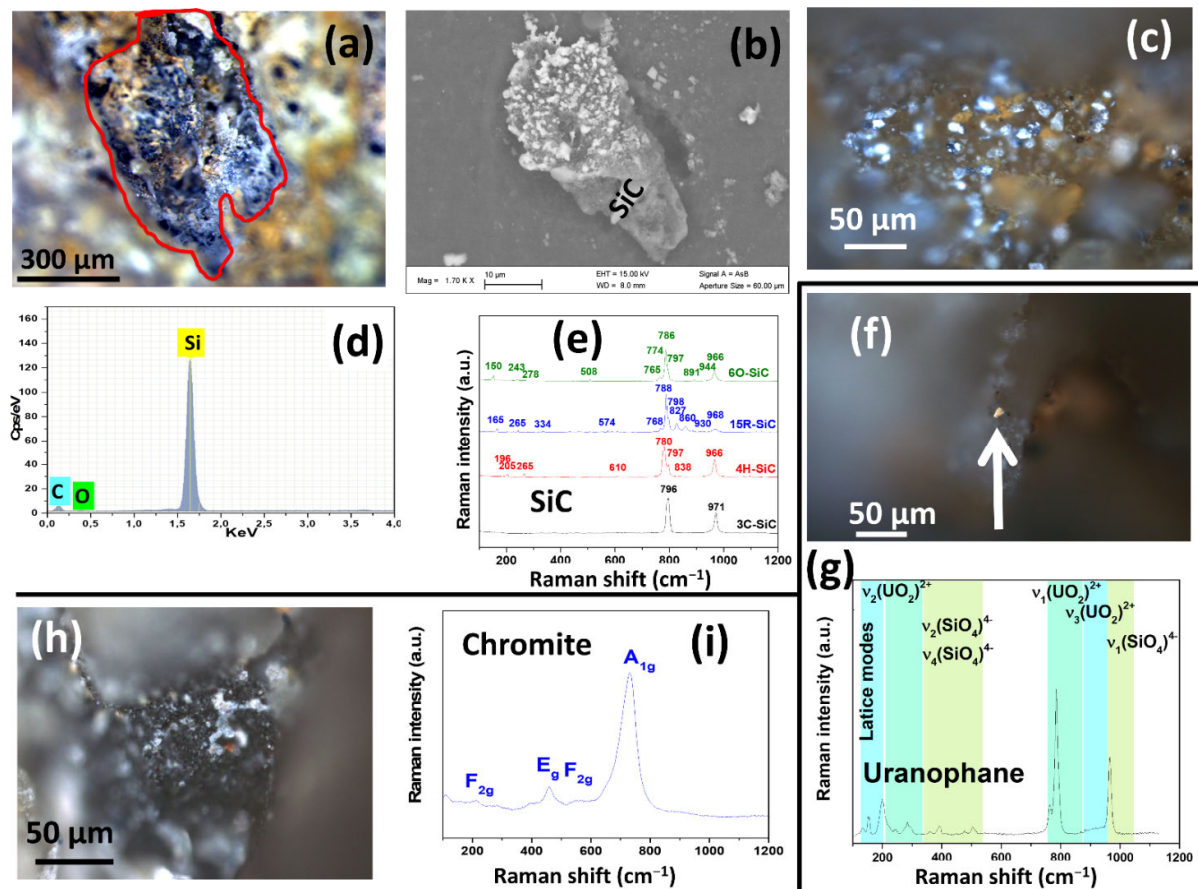 (a)
300 µm
(b)
SiC
Mag = 1.70 K X
10 µm
EHT = 15.00 kV
WD = 8.0 mm
Signal A = AsB
Aperture Size = 60.00 µm
(c)
50 µm
(d)
Cps/eV
160
140
120
100
80
60
40
20
0
Si
C
O
0,0
0,5
1,0
1,5
2,0
2,5
3,0
3,5
4,0
KeV
(e)
Raman intensity (a.u.)
150
243
278
508
765
774
786
797
891
944
966
6O-SiC
165
265
334
574
768
788
798
827
860
930
968
15R-SiC
196
205
265
610
780
797
838
966
4H-SiC
SiC
796
971
3C-SiC
200 400 600 800 1000 1200
Raman shift (cm⁻¹)
(f)
50 µm
(g)
ν₂(UO₂)²⁺
ν₁(UO₂)²⁺
ν₃(UO₂)²⁺
ν₂(SiO₄)⁴⁻
ν₄(SiO₄)⁴⁻
ν₁(SiO₄)⁴⁻
Latice modes
Uranophane
Raman intensity (a.u.)
200 400 600 800 1000 1200
Raman shift (cm⁻¹)
(h)
50 µm
(i)
Chromite
A₁g
F₂g
Eg
F₂g
Raman intensity (a.u.)
200 400 600 800 1000 1200
Raman shift (cm⁻¹)